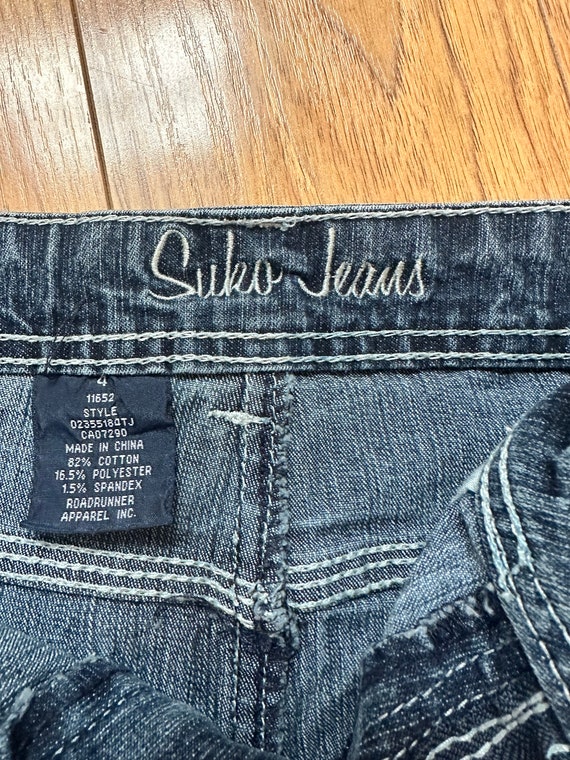 Suko Jeans
4
11652
STYLE
0235518QTJ
CA07290
MADE IN CHINA
82% COTTON
16.5% POLYESTER
1.5% SPANDEX
ROADRUNNER
APPAREL INC.